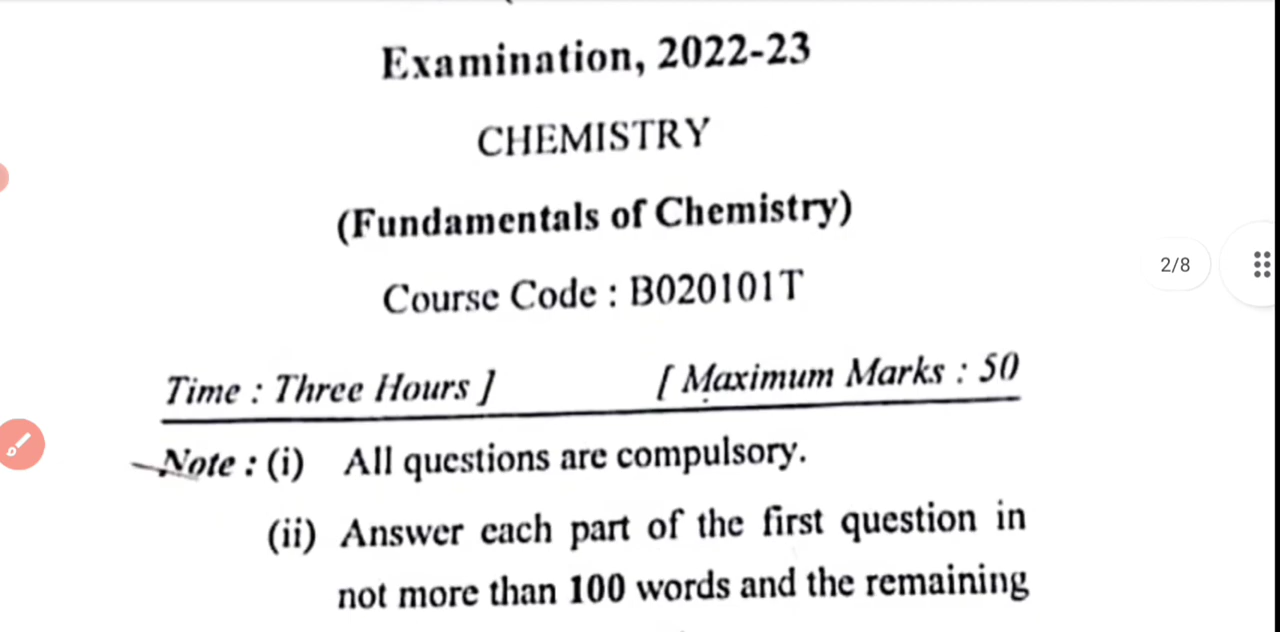 Examination, 2022-23
CHEMISTRY
(Fundamentals of Chemistry)
Course Code : B020101T
2/8
Time : Three Hours ] [ Maximum Marks : 50
Note : (i) All questions are compulsory.
(ii) Answer each part of the first question in
not more than 100 words and the remaining